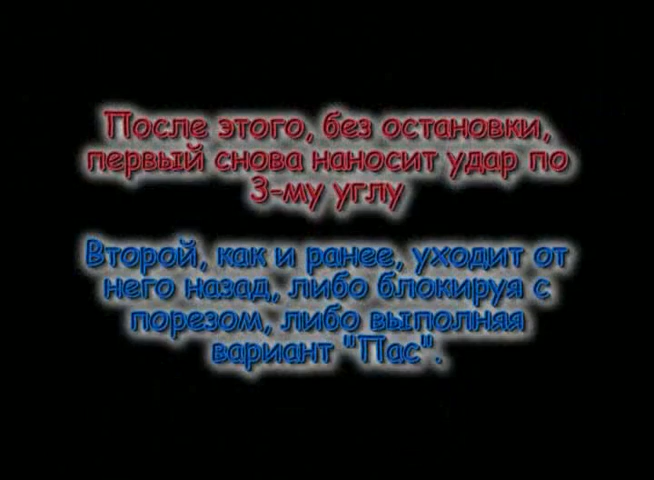 После этого, без остановки,
первый снова наносит удар по
3-му углу
Второй, как и ранее, уходит от
него назад, либо блокируя с
порезом, либо выполняя
вариант "Пас".